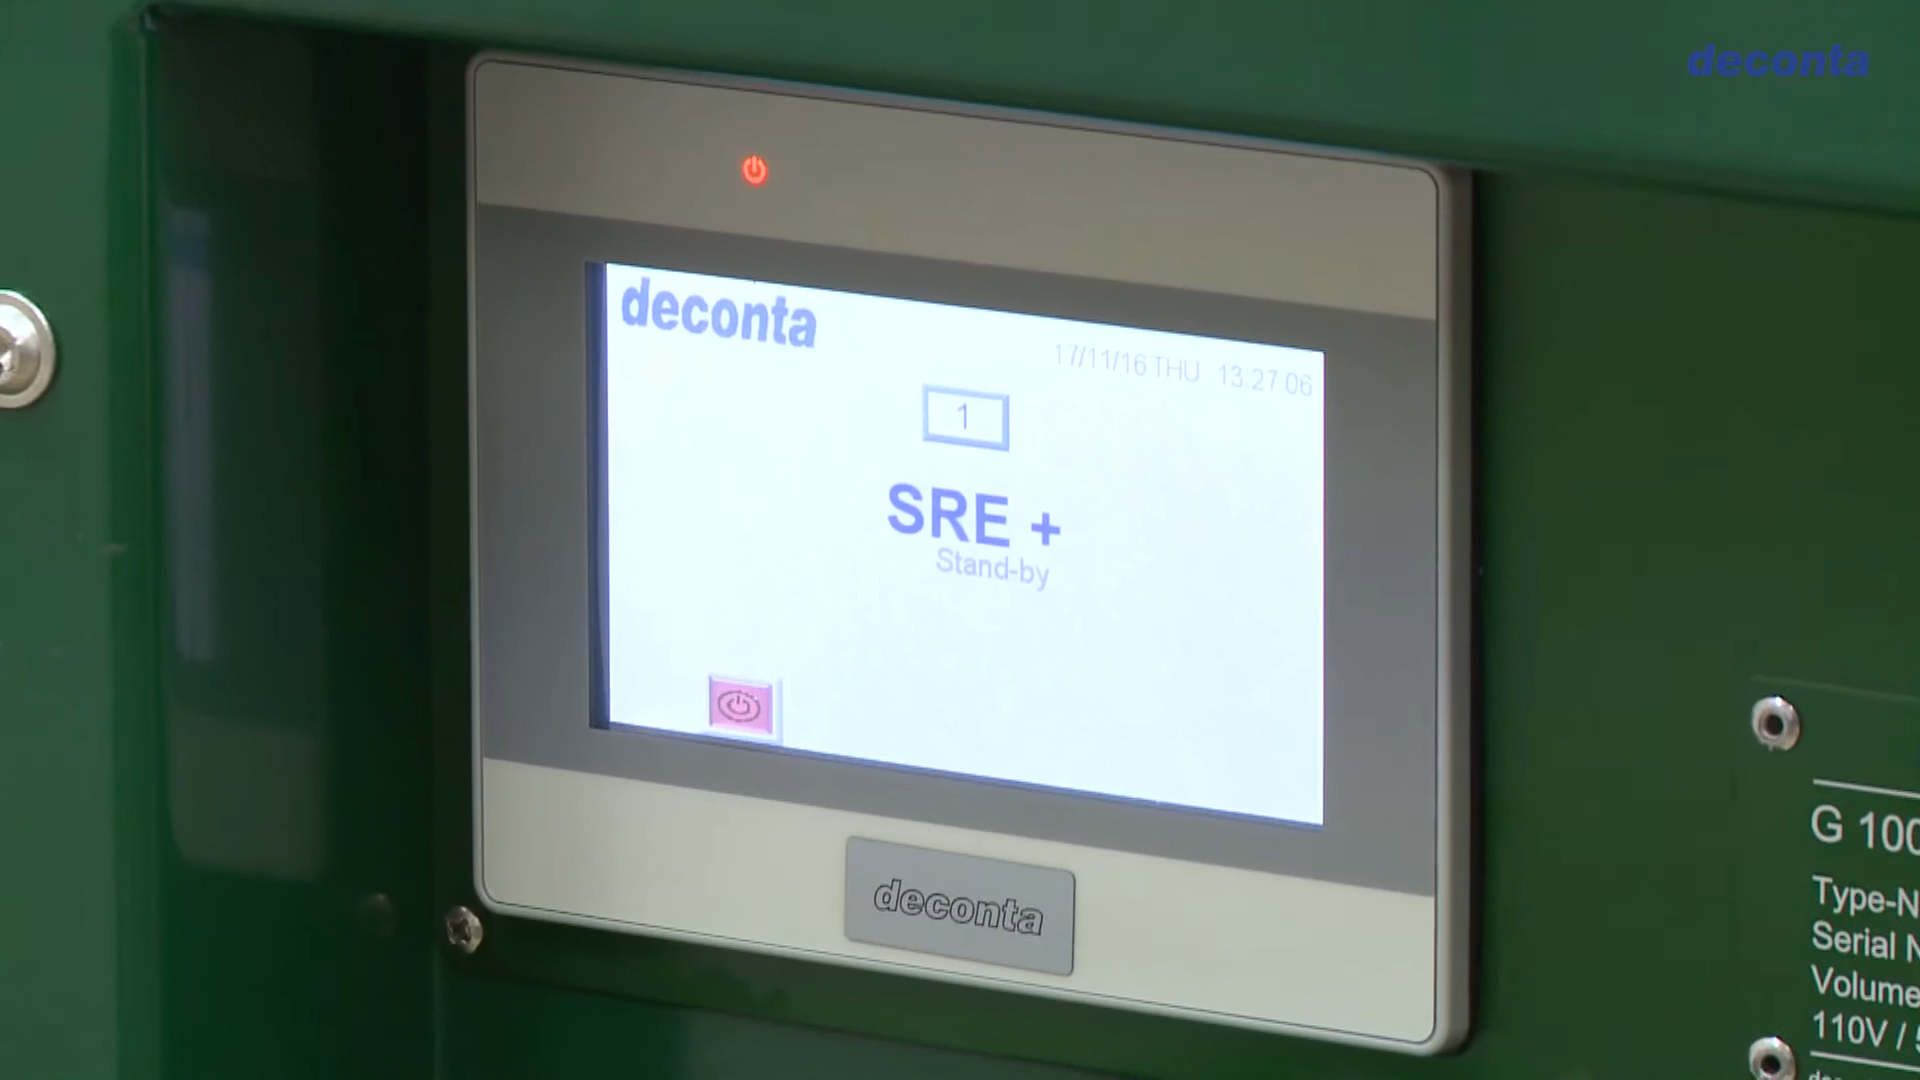 deconta
deconta
17/11/16 THU 13.27 06
1
SRE +
Stand-by
deconta
G 100
Type-N
Serial N
Volume
110V / 5